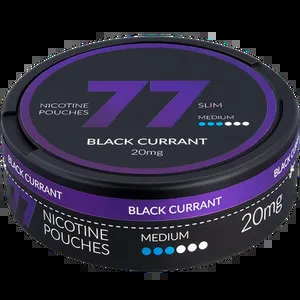 NICOTINE
POUCHES
77
SLIM
MEDIUM
BLACK CURRANT
20mg
BLACK CURRANT
77
NICOTINE
POUCHES
MEDIUM
20mg